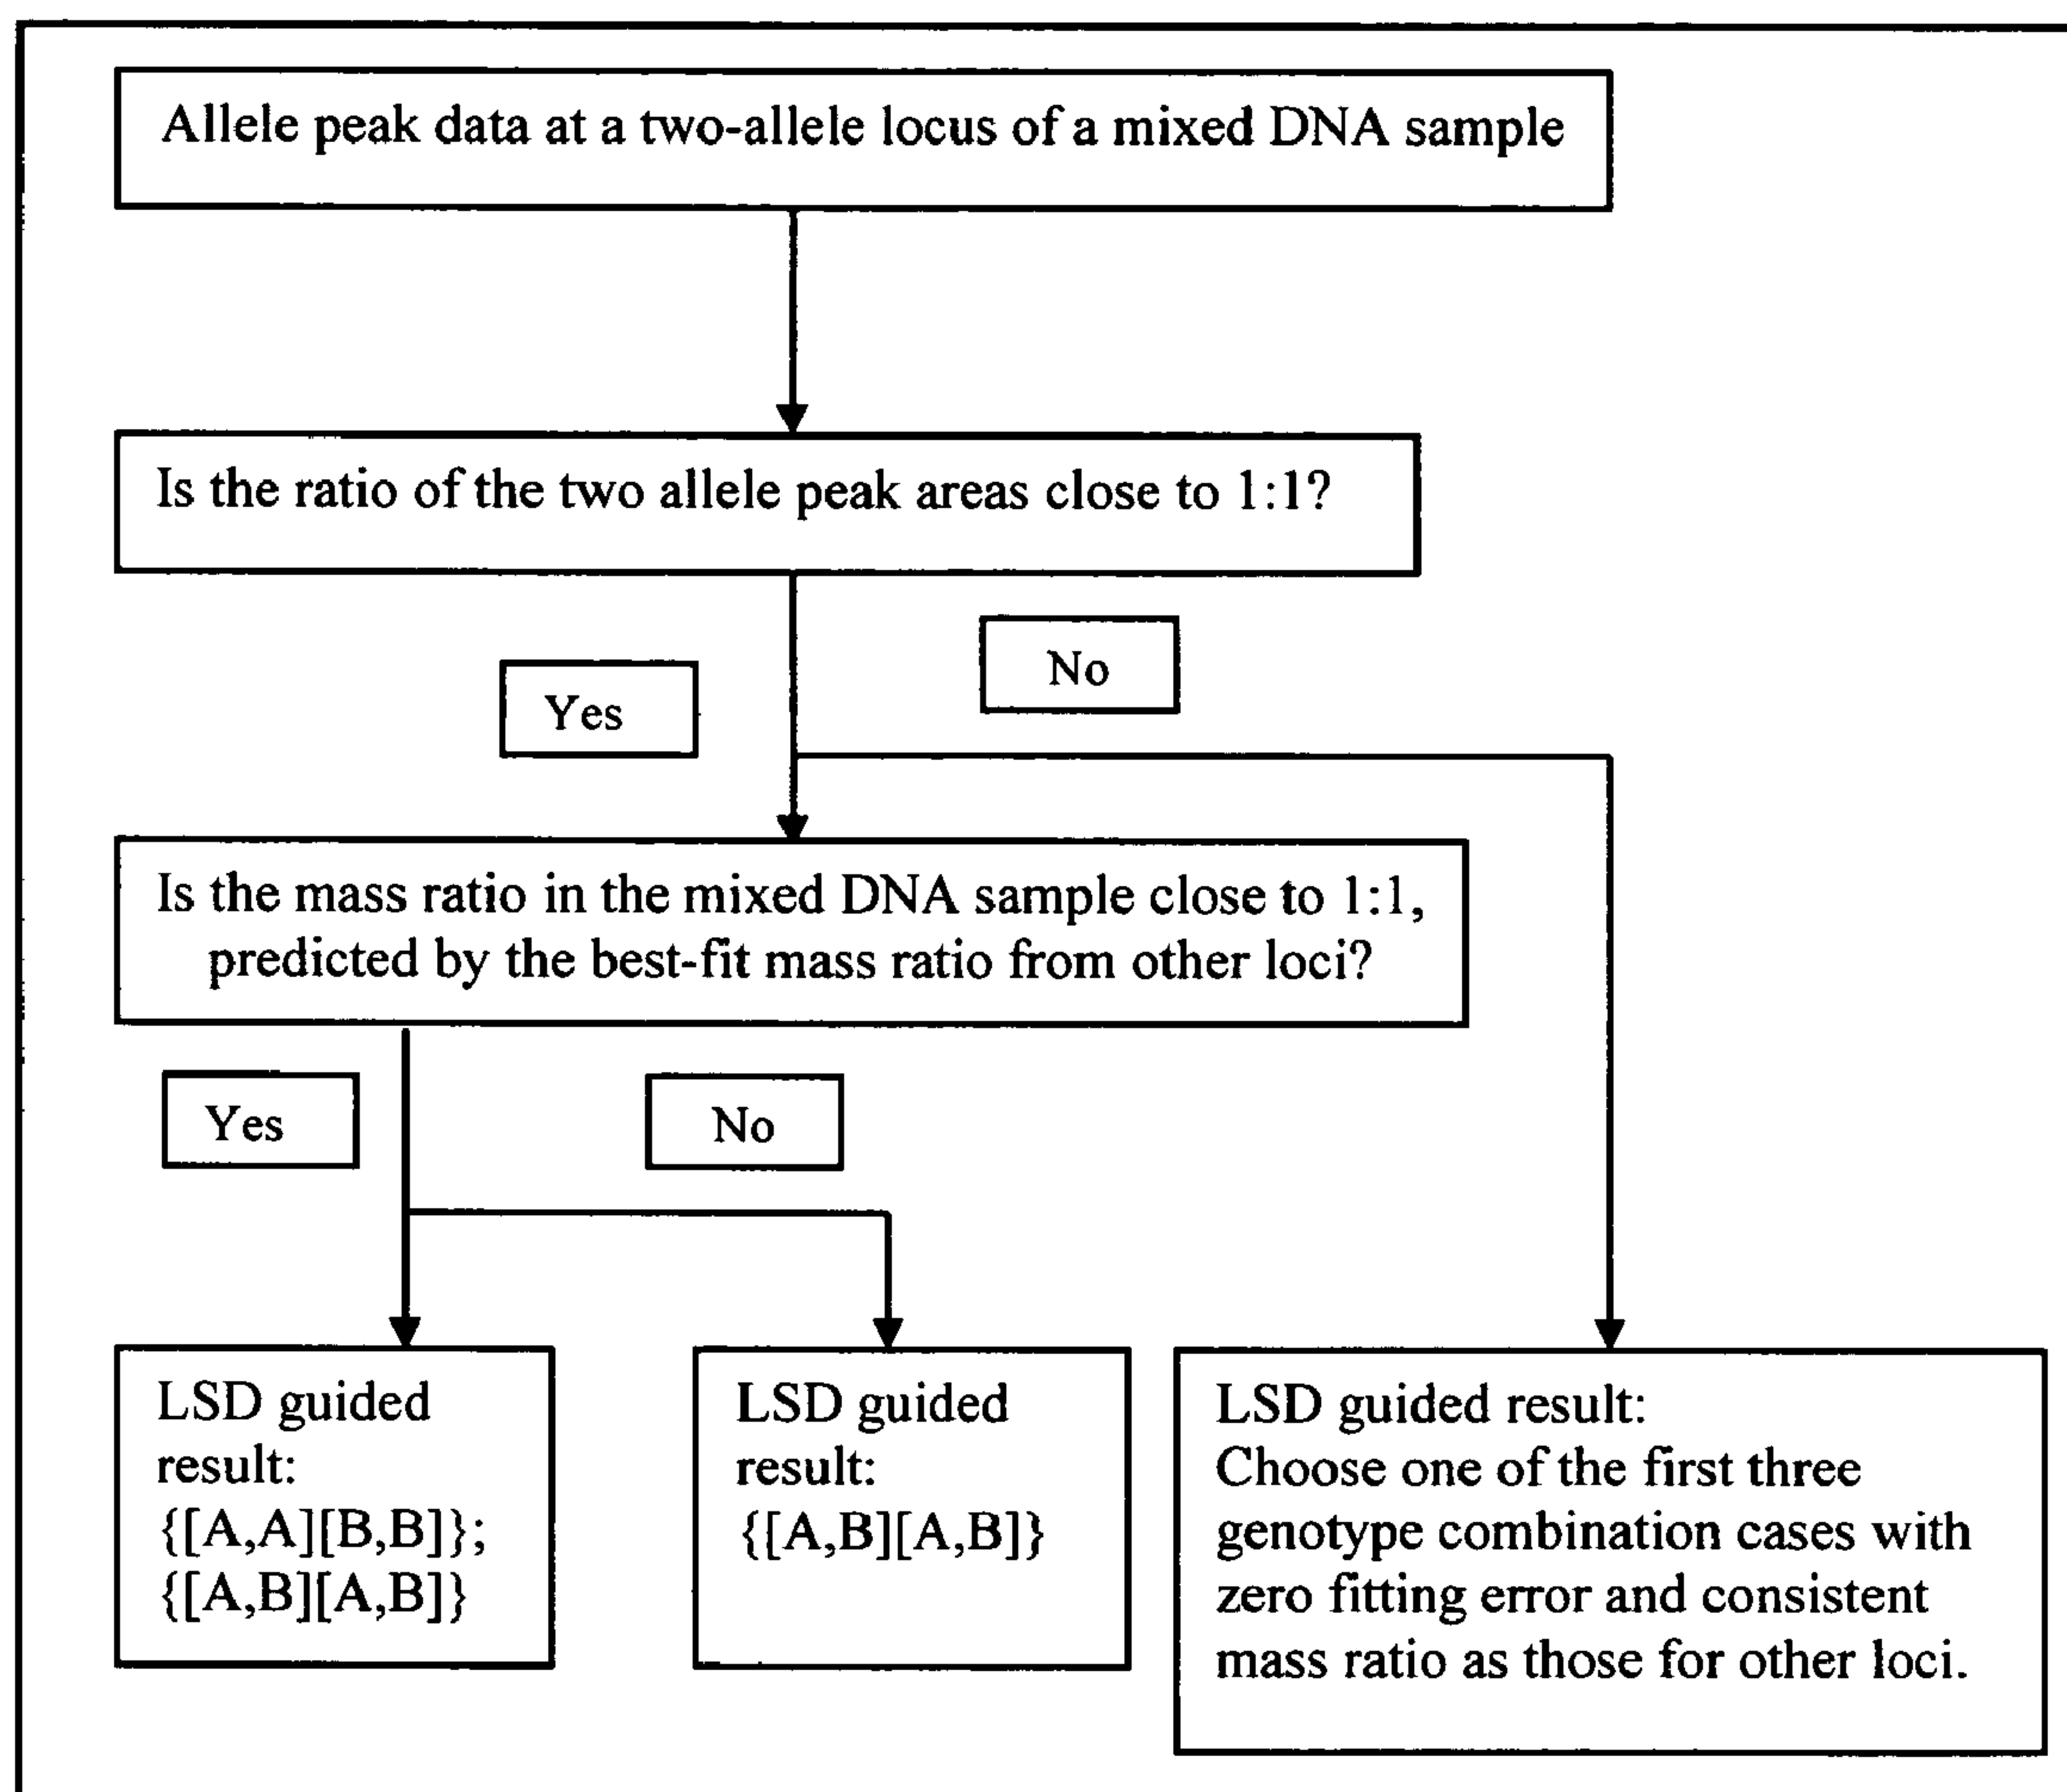 Allele peak data at a two-allele locus of a mixed DNA sample
Is the ratio of the two allele peak areas close to 1:1?
No
Yes
Is the mass ratio in the mixed DNA sample close to 1:1,
predicted by the best-fit mass ratio from other loci?
Yes
No
LSD guided
result:
{[A,A][B,B]};
{[A,B][A,B]}
LSD guided
result:
{[A,B][A,B]}
LSD guided result:
Choose one of the first three
genotype combination cases with
zero fitting error and consistent
mass ratio as those for other loci.